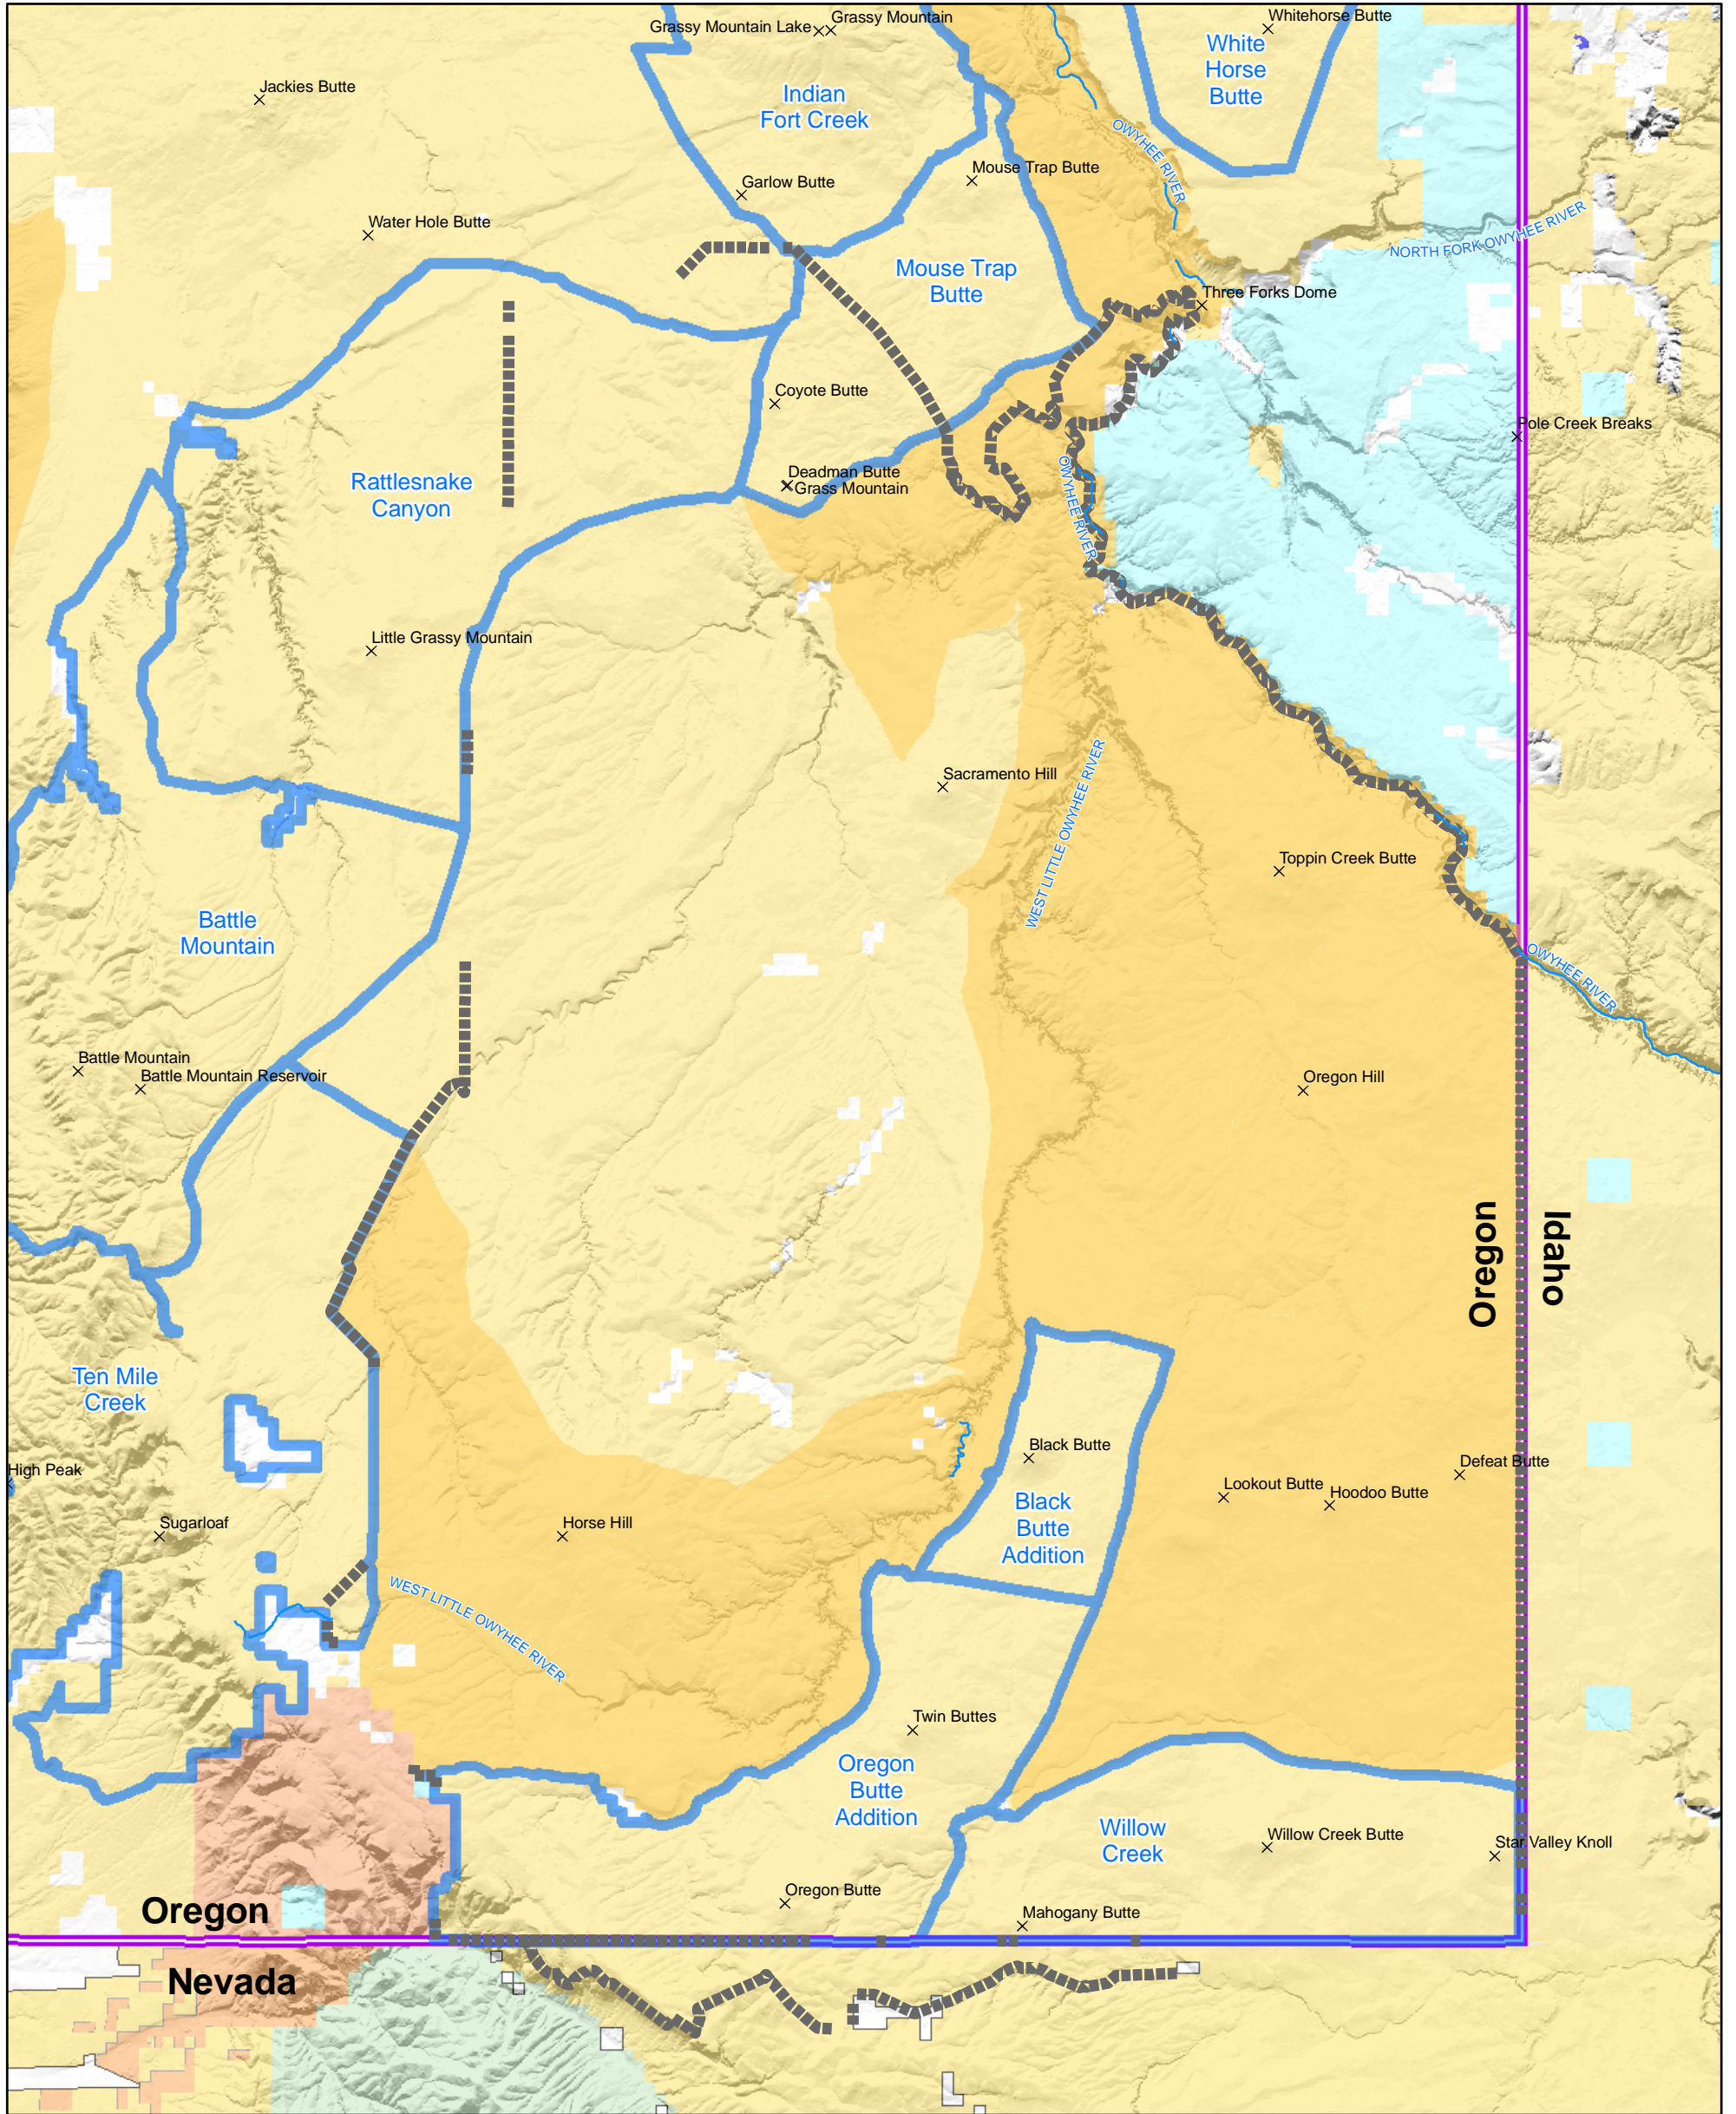 Grassy Mountain Lake
Grassy Mountain
Whitehorse Butte
White
Horse
Butte
Jackies Butte
Indian
Fort Creek
OWYHEE RIVER
Mouse Trap Butte
Garlow Butte
Water Hole Butte
NORTH FORK OWYHEE RIVER
Mouse Trap
Butte
Three Forks Dome
Coyote Butte
Pole Creek Breaks
Rattlesnake
Canyon
Deadman Butte
Grass Mountain
OWYHEE RIVER
Little Grassy Mountain
Sacramento Hill
WEST LITTLE OWYHEE RIVER
Toppin Creek Butte
Battle
Mountain
OWYHEE RIVER
Battle Mountain
Battle Mountain Reservoir
Oregon Hill
Oregon
Idaho
Ten Mile
Creek
Black Butte
High Peak
Defeat Butte
Lookout Butte
Hoodoo Butte
Black
Butte
Addition
Sugarloaf
Horse Hill
WEST LITTLE OWYHEE RIVER
Twin Buttes
Oregon
Butte
Addition
Willow
Creek
Willow Creek Butte
Star Valley Knoll
Oregon Butte
Oregon
Mahogany Butte
Nevada